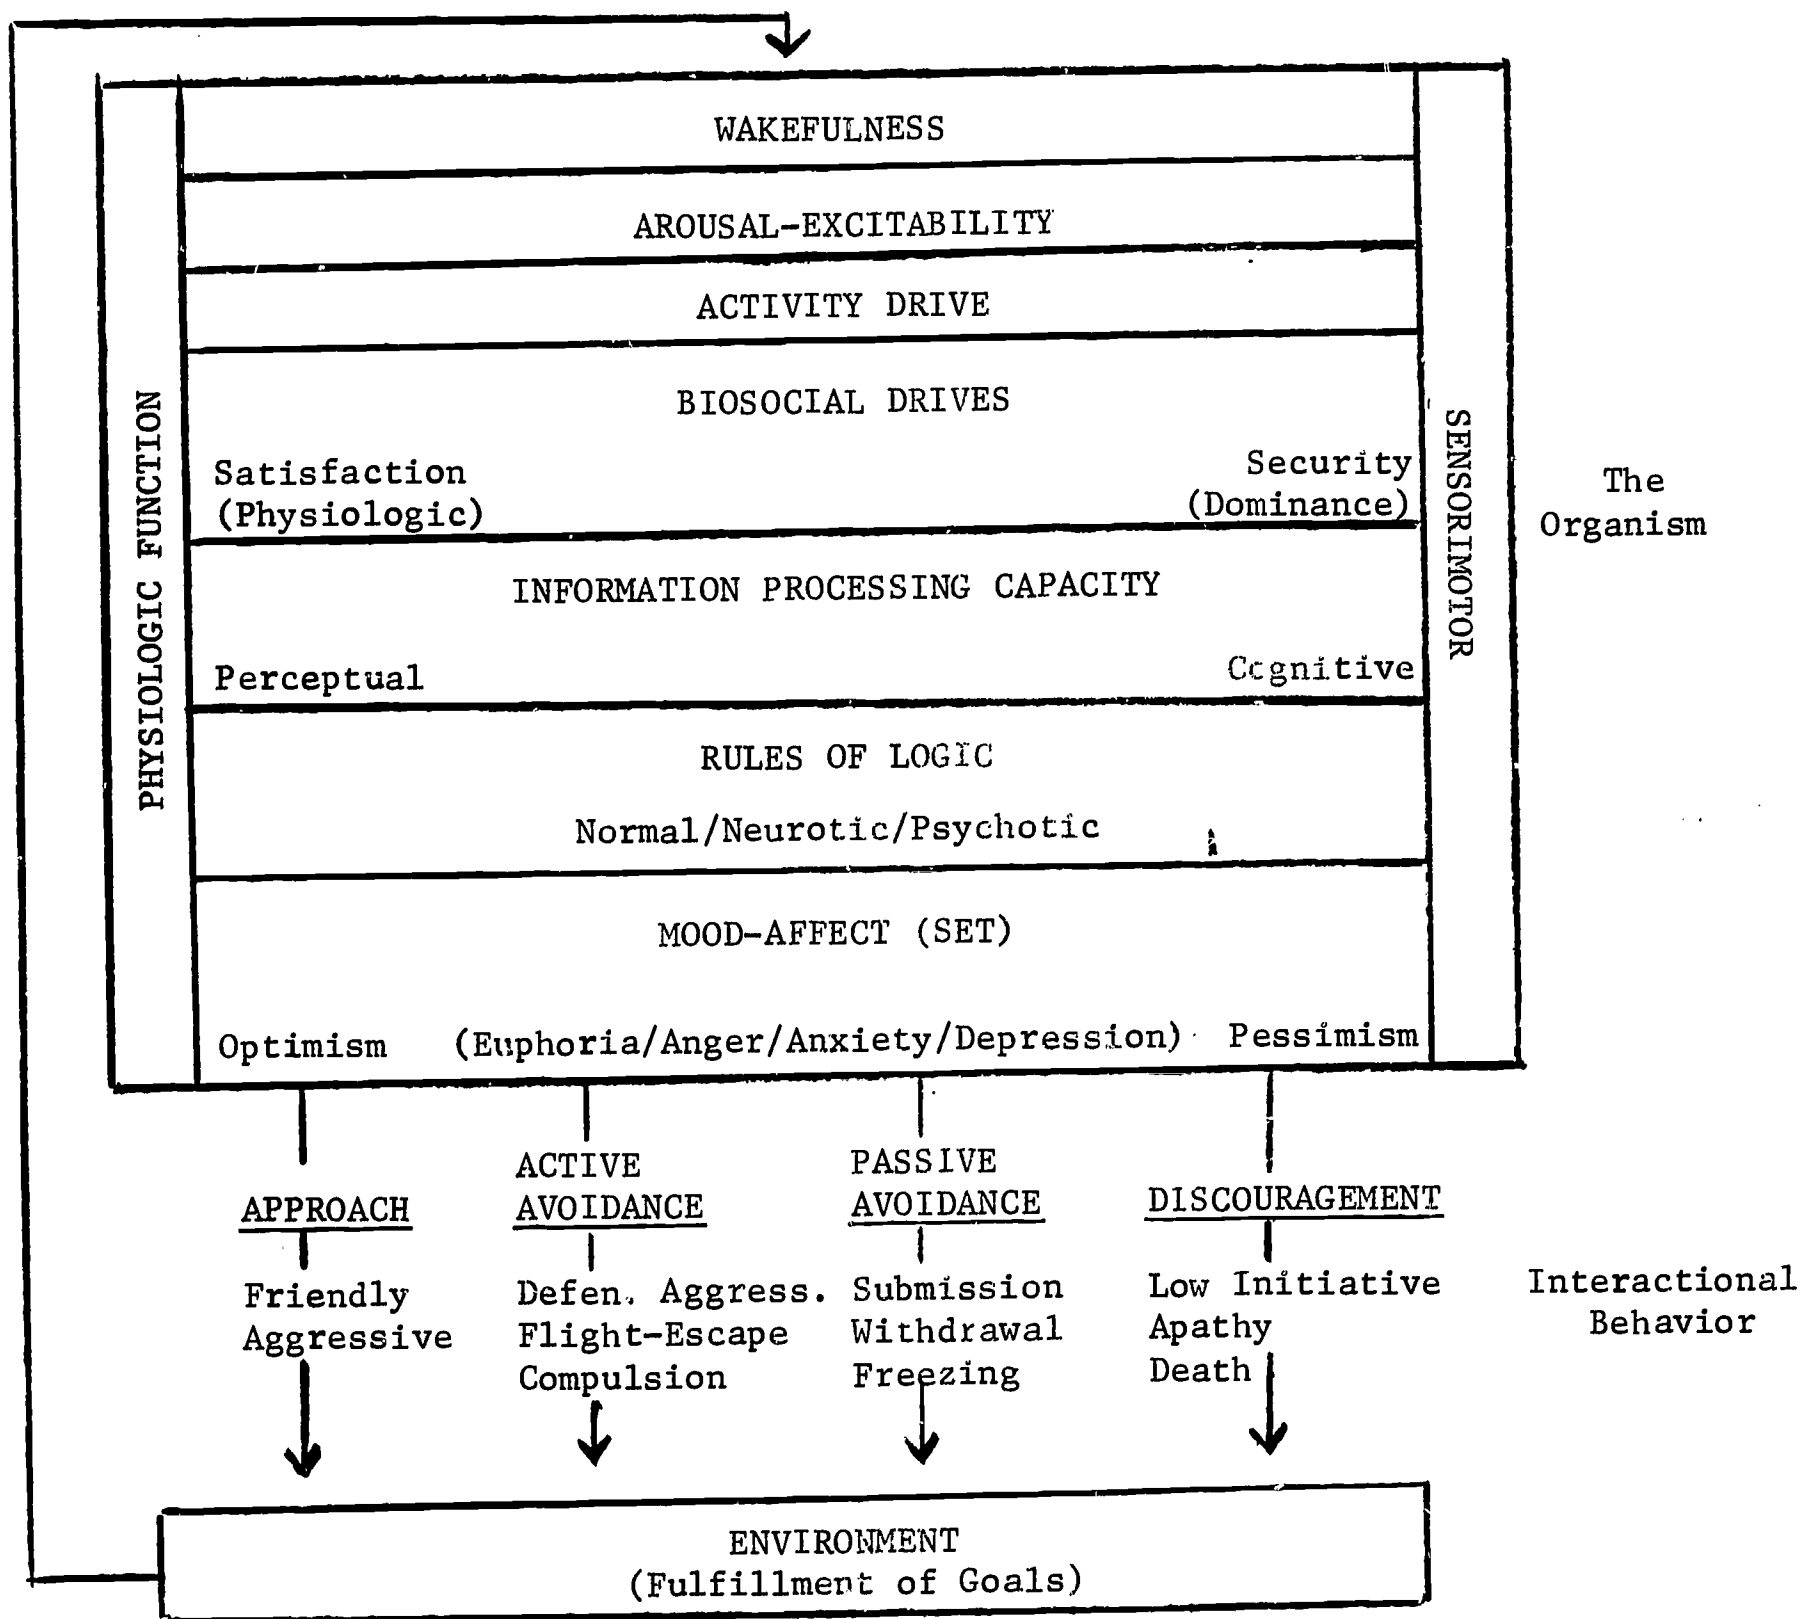 WAKEFULNESS
AROUSAL-EXCITABILITY
ACTIVITY DRIVE
BIOSOCIAL DRIVES
Satisfaction
(Physiologic)
Security
(Dominance)
INFORMATION PROCESSING CAPACITY
Perceptual
Cognitive
RULES OF LOGIC
Normal/Neurotic/Psychotic
MOOD-AFFECT (SET)
Optimism (Euphoria/Anger/Anxiety/Depression) Pessimism
PHYSIOLOGIC FUNCTION
SENSORIMOTOR
The
Organism
APPROACH
Friendly
Aggressive
ACTIVE
AVOIDANCE
Defen. Aggress.
Flight-Escape
Compulsion
PASSIVE
AVOIDANCE
Submission
Withdrawal
Freezing
DISCOURAGEMENT
Low Initiative
Apathy
Death
Interactional
Behavior
ENVIRONMENT
(Fulfillment of Goals)